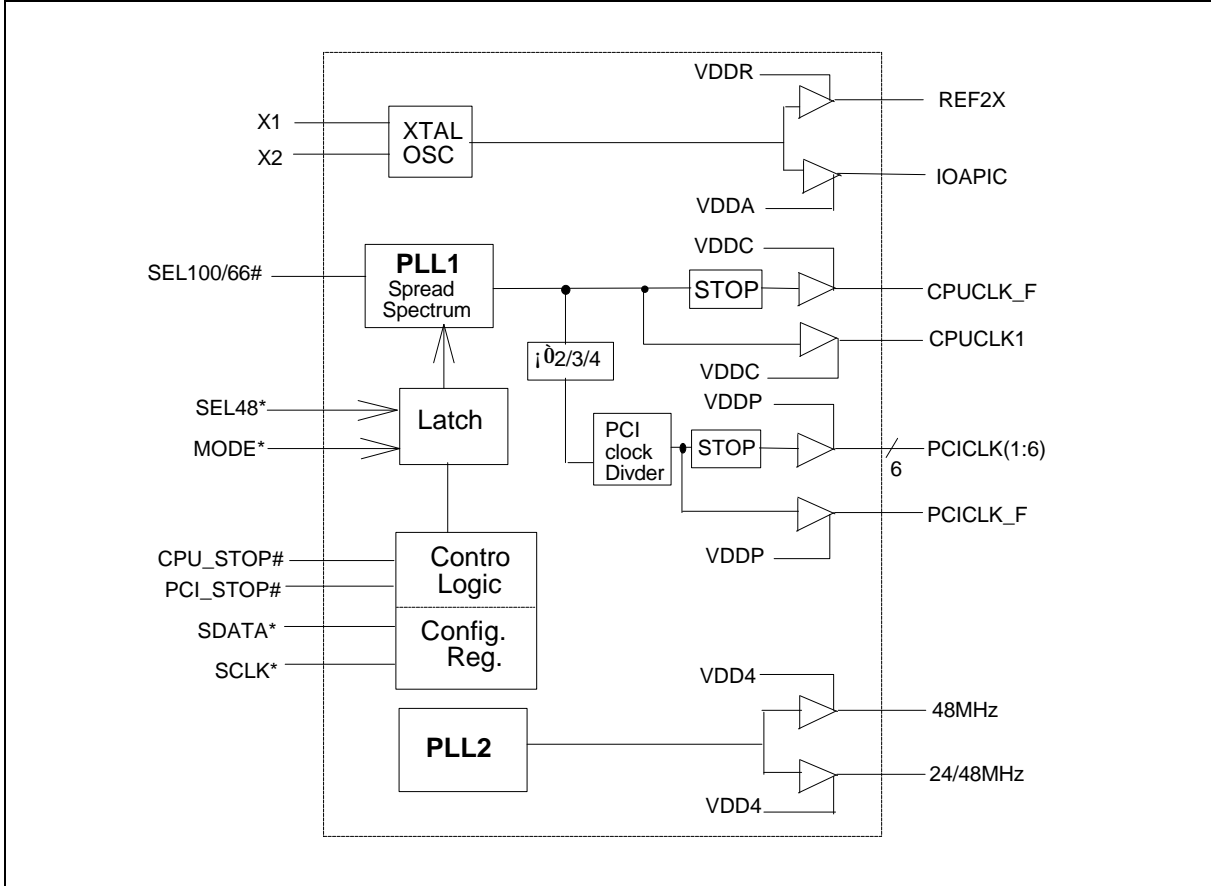 VDDR
REF2X
X1
X2
XTAL
OSC
IOAPIC
VDDA
VDDC
SEL100/66#
PLL1
Spread
Spectrum
STOP
CPUCLK_F
CPUCLK1
¡Ò2/3/4
VDDC
VDDP
SEL48*
MODE*
Latch
PCI
clock
Divder
STOP
PCICLK(1:6)
6
PCICLK_F
VDDP
CPU_STOP#
PCI_STOP#
Contro
Logic
SDATA*
SCLK*
Config.
Reg.
VDD4
48MHz
PLL2
24/48MHz
VDD4